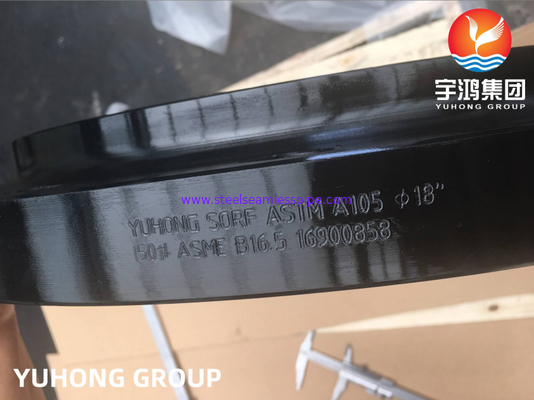 宇鸿集团
YUHONG GROUP
www.steelseamlesspipe.com
YUHONG SORF ASTM A105 ф18"
150# ASME B16.5 16900858
YUHONG GROUP